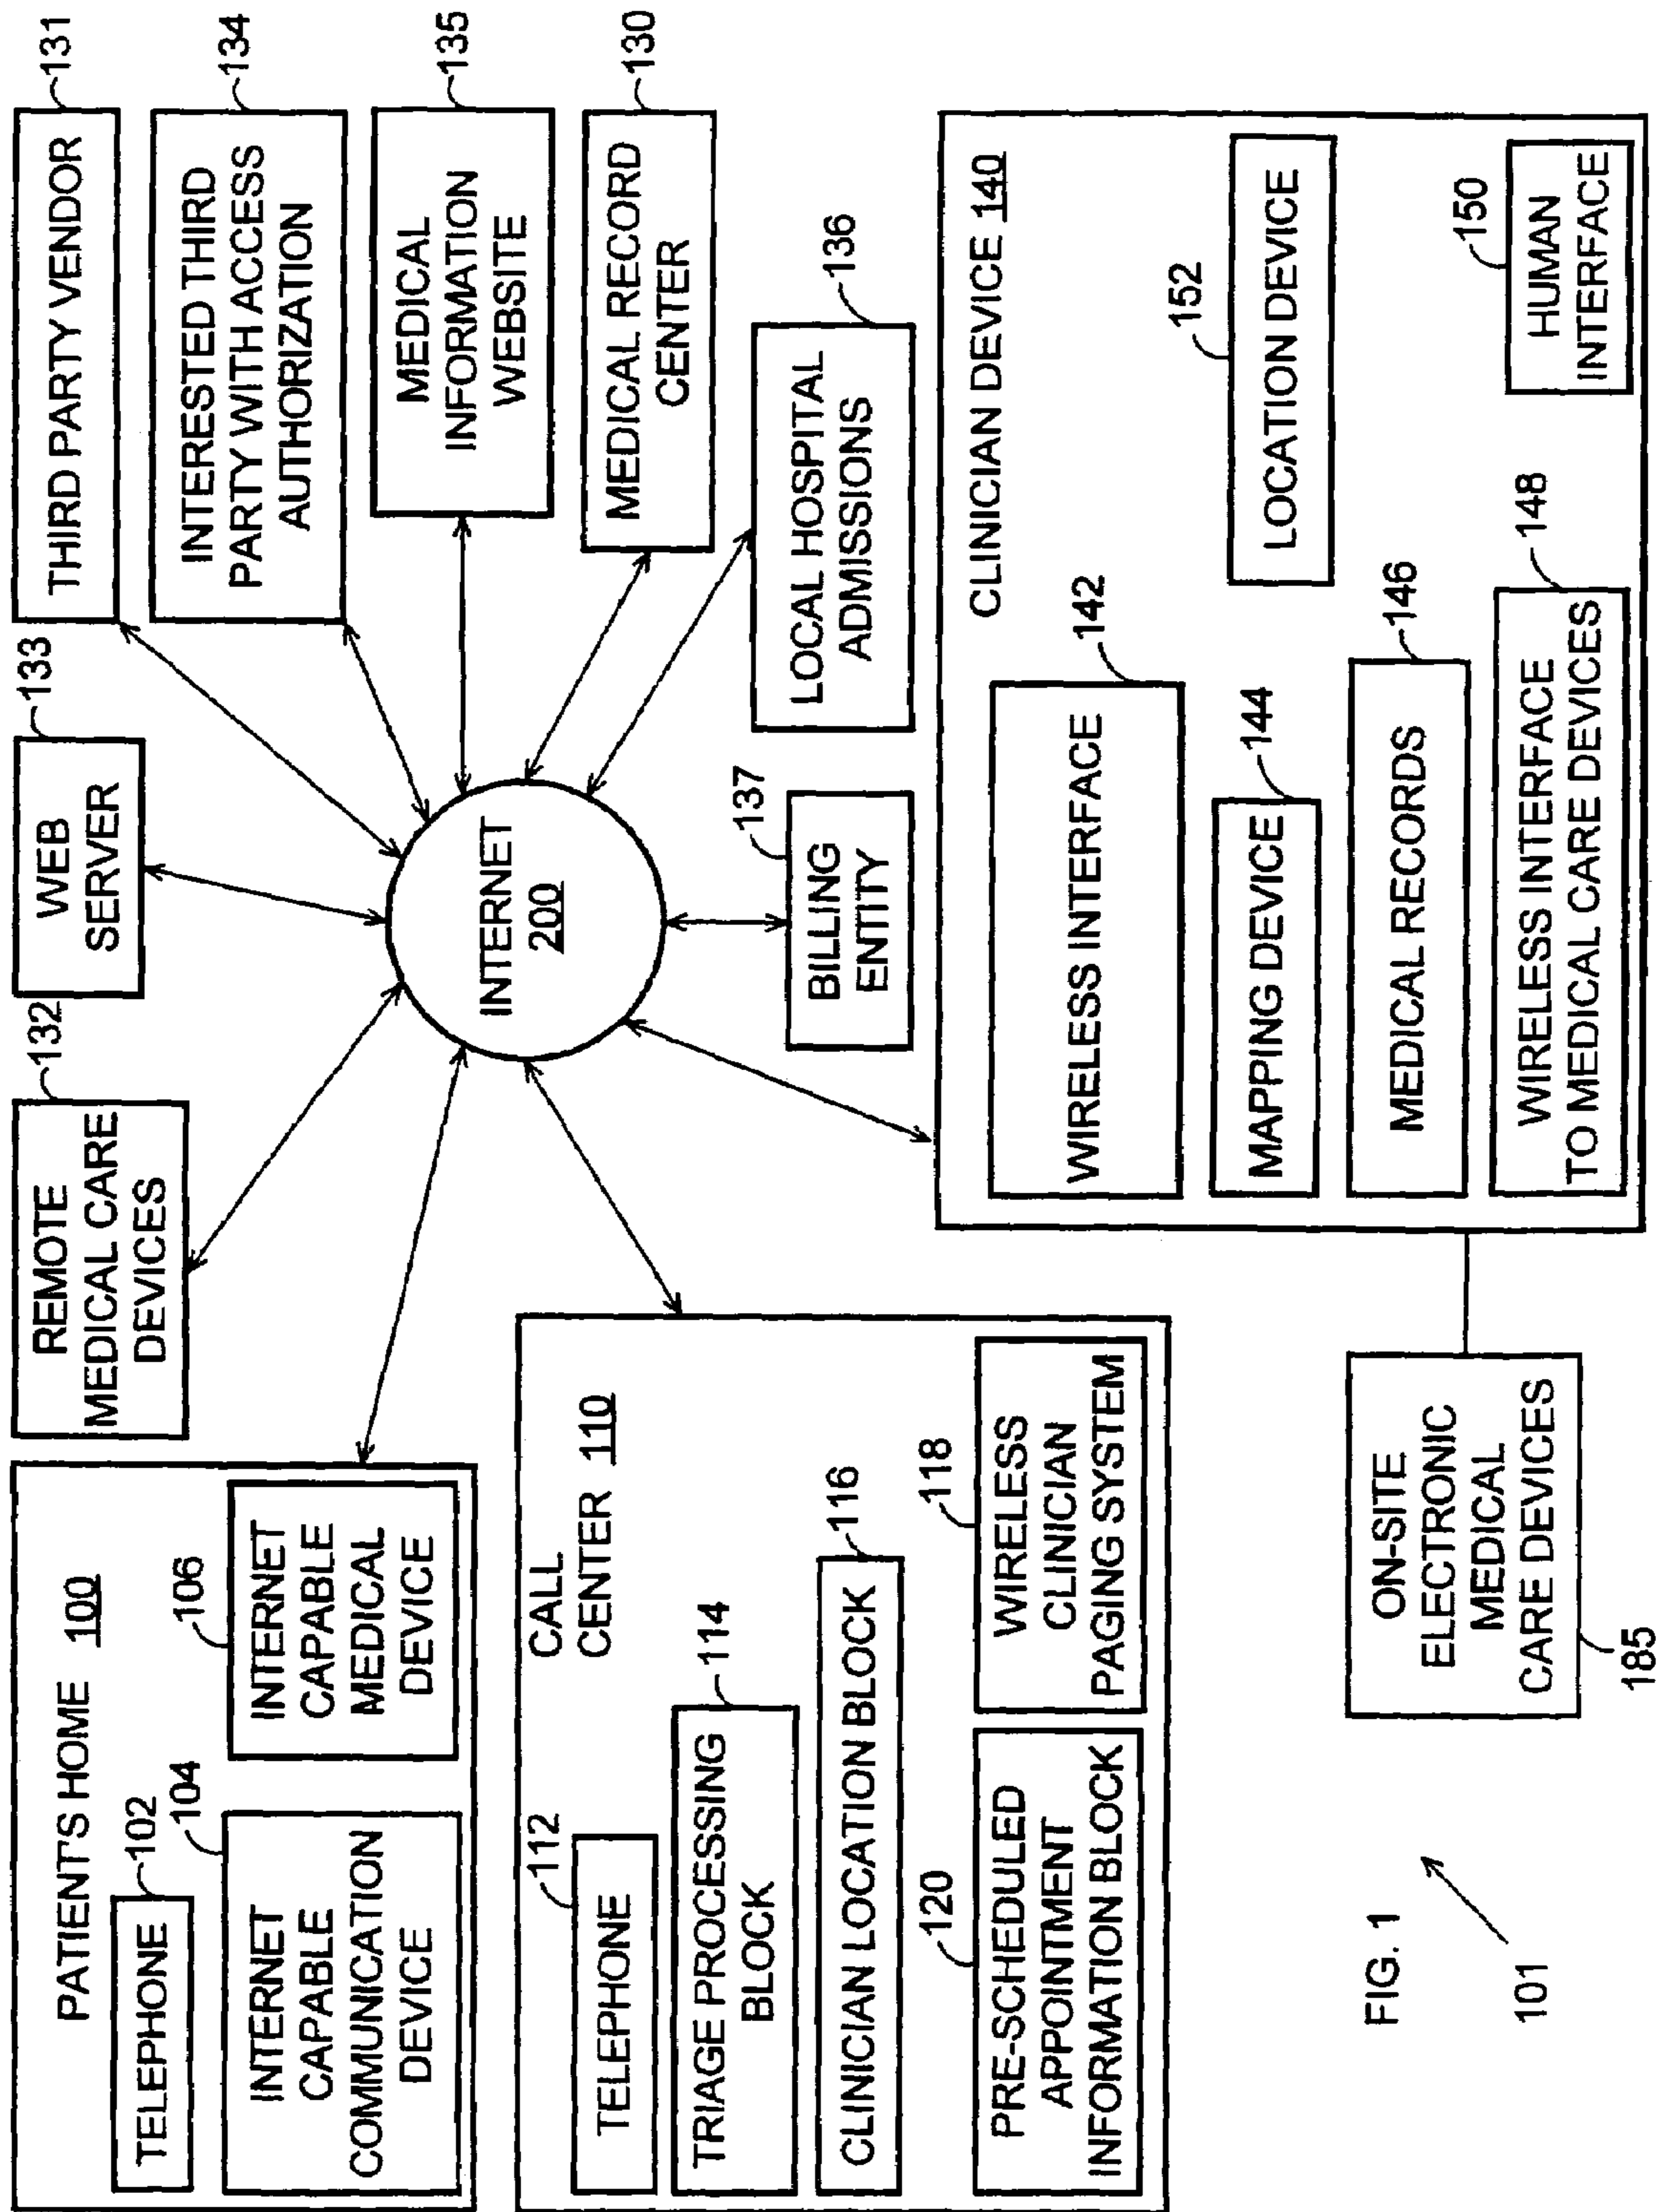 PATIENT'S HOME 100
TELEPHONE
102
104
INTERNET
CAPABLE
COMMUNICATION
DEVICE
106
INTERNET
CAPABLE
MEDICAL
DEVICE
REMOTE
MEDICAL CARE
DEVICES
132
WEB
SERVER
133
THIRD PARTY VENDOR
131
INTERESTED THIRD
PARTY WITH ACCESS
AUTHORIZATION
134
MEDICAL
INFORMATION
WEBSITE
135
MEDICAL RECORD
CENTER
130
LOCAL HOSPITAL
ADMISSIONS
136
INTERNET
200
BILLING
ENTITY
137
CALL
CENTER 110
112
TELEPHONE
TRIAGE PROCESSING
BLOCK
114
CLINICIAN LOCATION BLOCK
116
120
PRE-SCHEDULED
APPOINTMENT
INFORMATION BLOCK
118
WIRELESS
CLINICIAN
PAGING SYSTEM
CLINICIAN DEVICE 140
WIRELESS INTERFACE
142
MAPPING DEVICE
144
MEDICAL RECORDS
146
WIRELESS INTERFACE
TO MEDICAL CARE DEVICES
148
152
LOCATION DEVICE
150
HUMAN
INTERFACE
ON-SITE
ELECTRONIC
MEDICAL
CARE DEVICES
185
FIG. 1
101